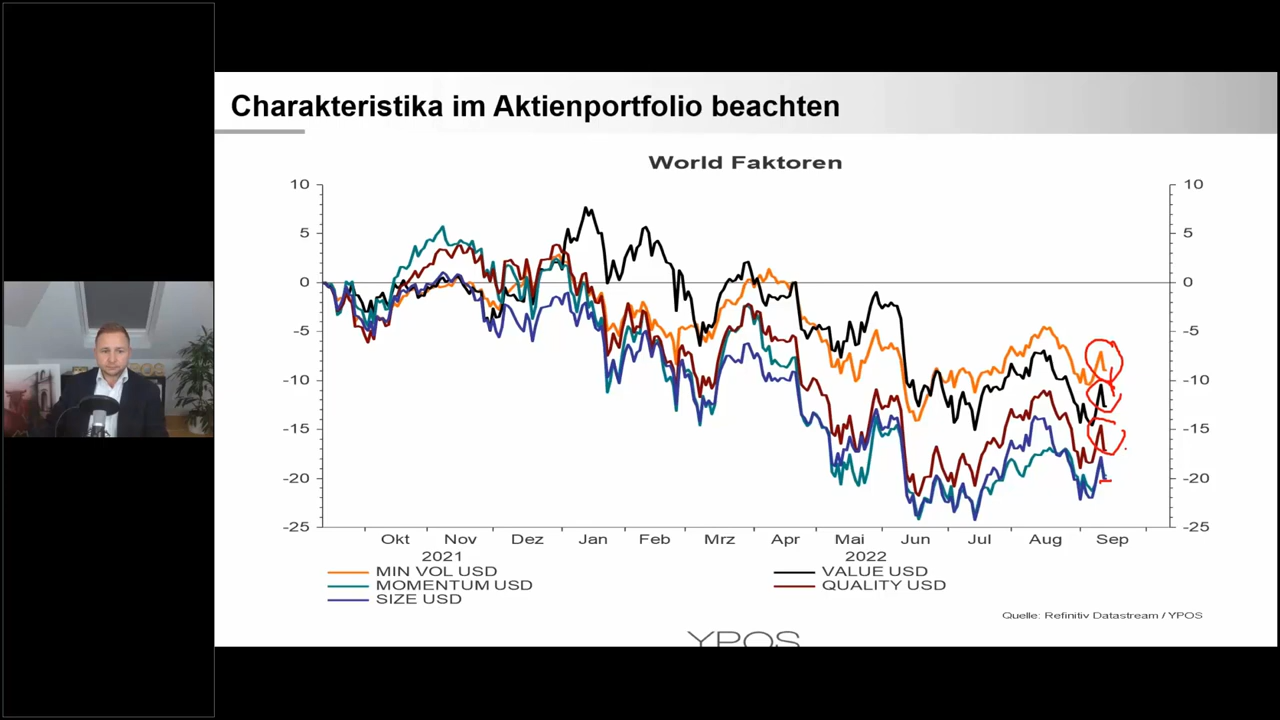 Charakteristika im Aktienportfolio beachten
World Faktoren
10 10
5 5
0 0
-5 -5
-10 -10
-15 -15
-20 -20
-25 -25
Okt Nov Dez Jan Feb Mrz Apr Mai Jun Jul Aug Sep
2021 2022
MIN VOL USD VALUE USD
MOMENTUM USD QUALITY USD
SIZE USD
Quelle: Refinitiv Datastream / YPOS
YPOS